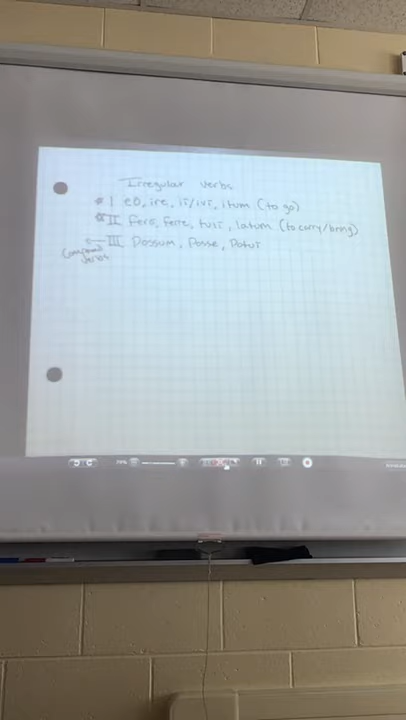 Irregular verbs
* I eo, ire, ii/ivi, itum (to go)
* II fero, ferre, tuli, latum (to carry/bring)
III Possum, Posse, Potui
Compound verbs